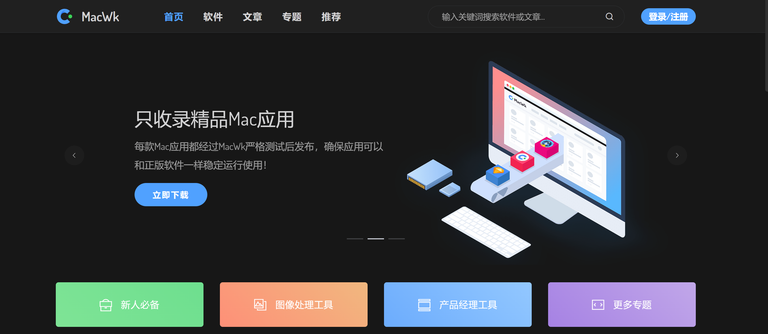 MacWk
首页
软件
文章
专题
推荐
输入关键词搜索软件或文章...
登录/注册
只收录精品Mac应用
每款Mac应用都经过MacWk严格测试后发布，确保应用可以
和正版软件一样稳定运行使用！
立即下载
MacWk
新人必备
图像处理工具
产品经理工具
更多专题